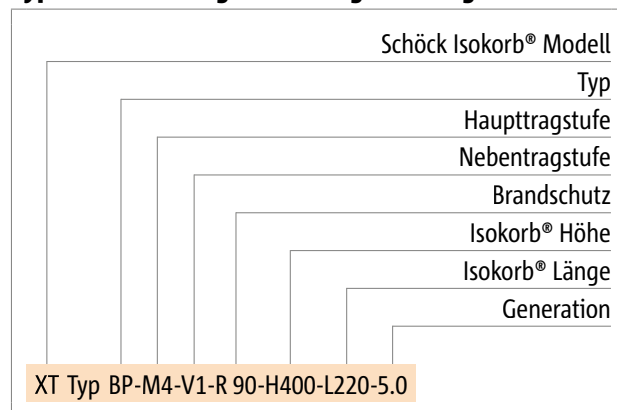 Schöck Isokorb® Modell
Typ
Haupttragstufe
Nebentragstufe
Brandschutz
Isokorb® Höhe
Isokorb® Länge
Generation
XT Typ BP-M4-V1-R 90-H400-L220-5.0